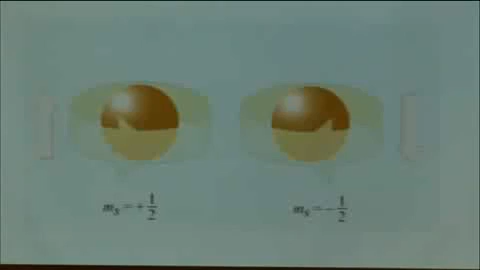 mₛ = +1/2
mₛ = -1/2